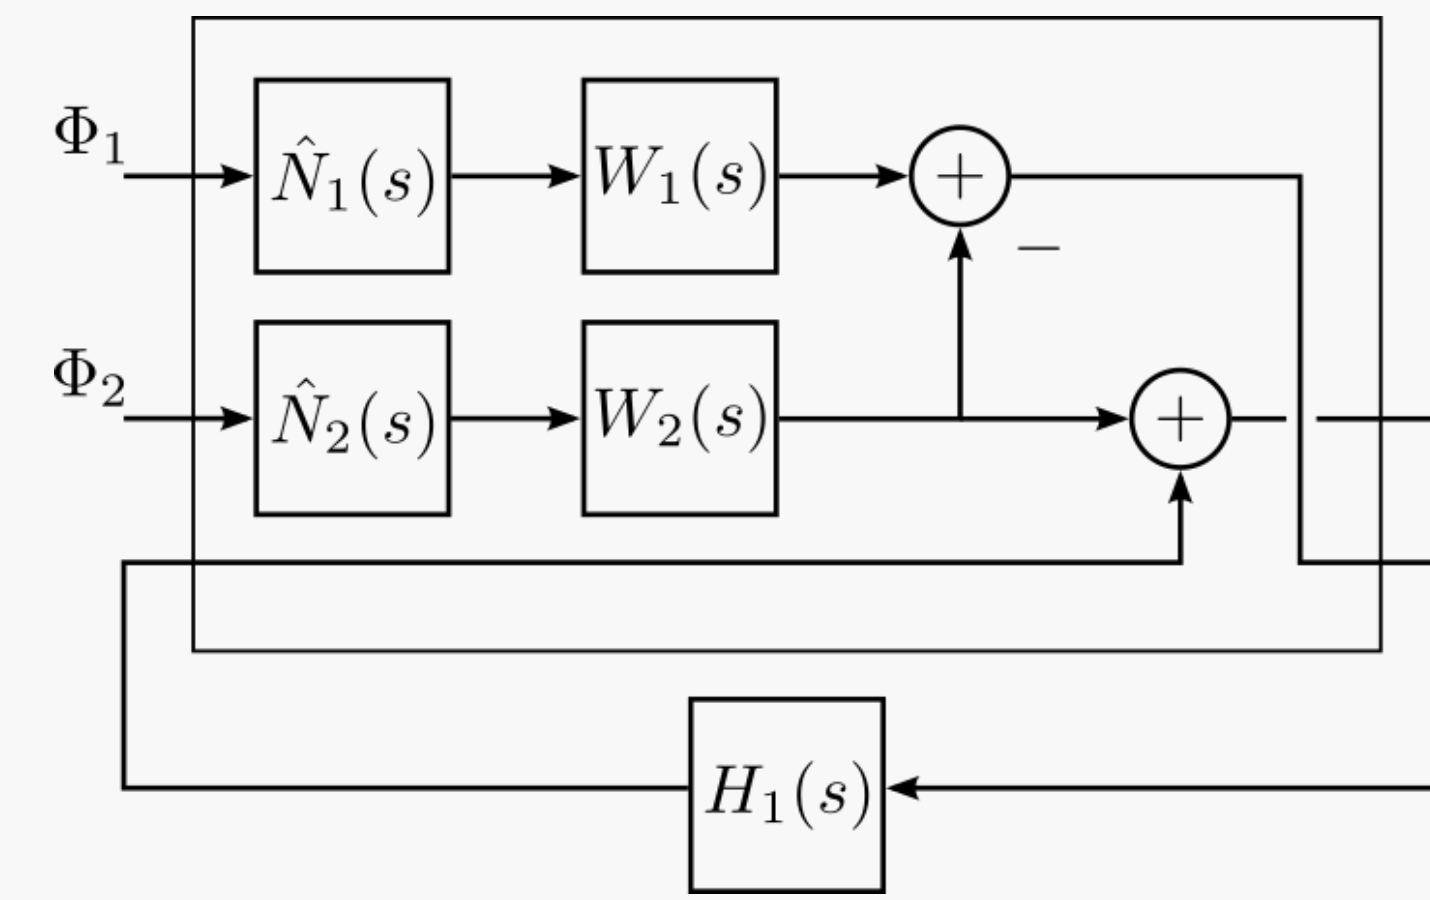 Φ₁
N̂₁(s)
W₁(s)
+
−
Φ₂
N̂₂(s)
W₂(s)
+
H₁(s)